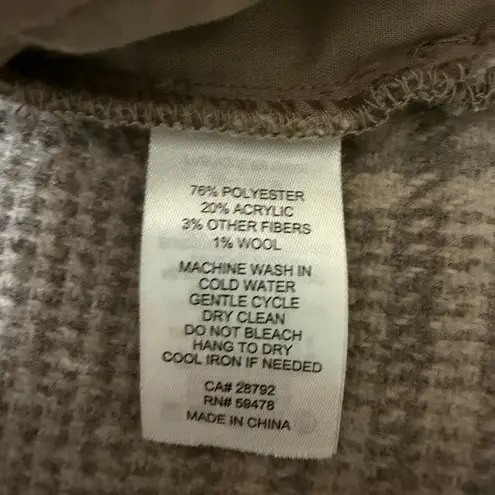 76% POLYESTER
20% ACRYLIC
3% OTHER FIBERS
1% WOOL
MACHINE WASH IN
COLD WATER
GENTLE CYCLE
DRY CLEAN
DO NOT BLEACH
HANG TO DRY
COOL IRON IF NEEDED
CA# 28792
RN# 59478
MADE IN CHINA